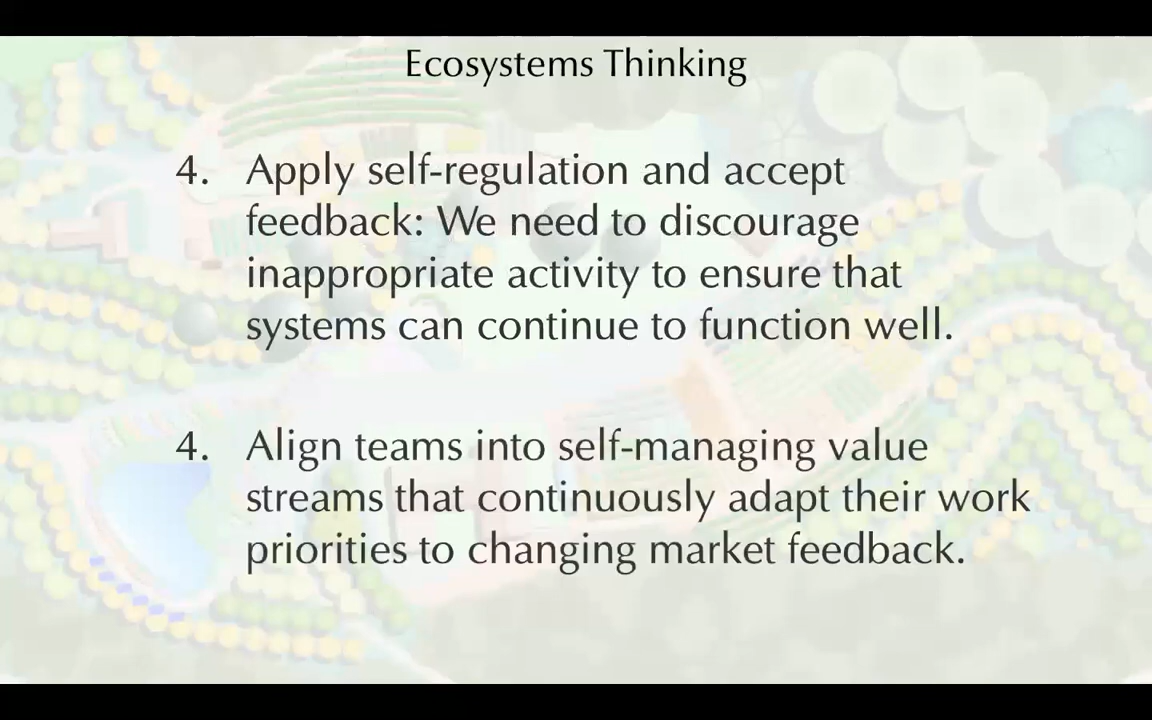 Ecosystems Thinking
4. Apply self-regulation and accept
feedback: We need to discourage
inappropriate activity to ensure that
systems can continue to function well.
4. Align teams into self-managing value
streams that continuously adapt their work
priorities to changing market feedback.